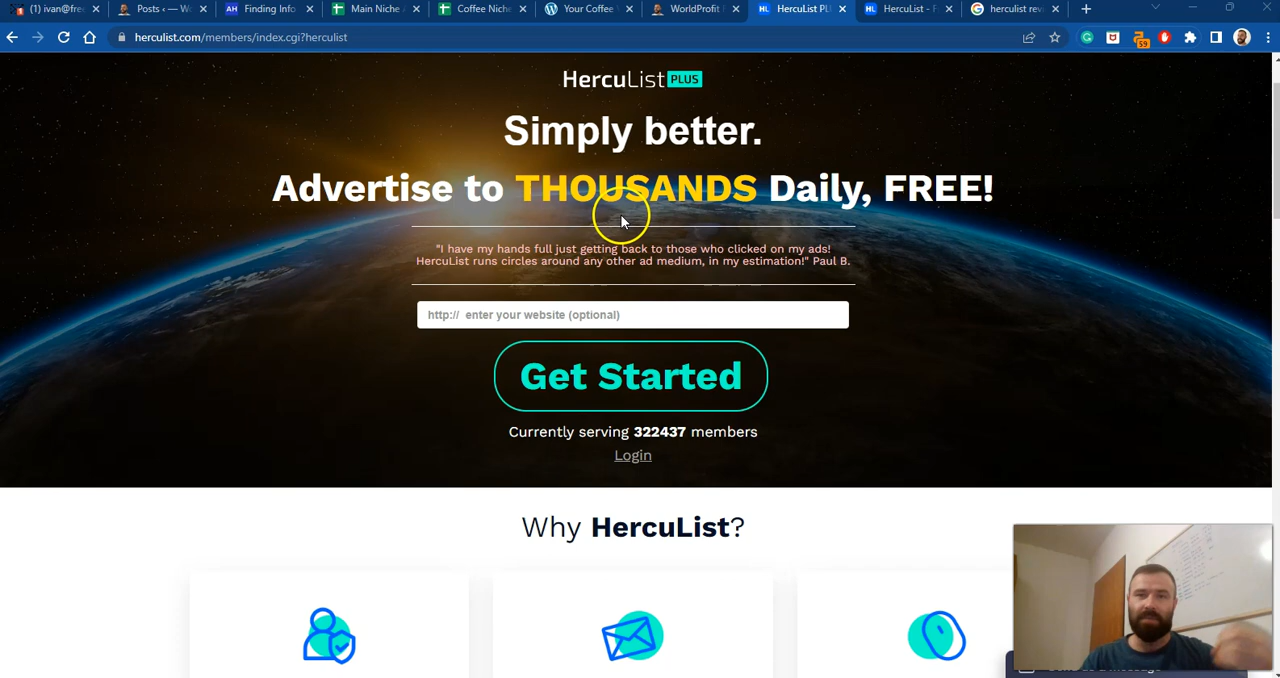 (1) ivan@fre
Posts ‹ — Wo
Finding Info
Main Niche
Coffee Niche
Your Coffee
WorldProfit
HercuList PL
HercuList - F
herculist rev
herculist.com/members/index.cgi?herculist
59
HercuList PLUS
Simply better.
Advertise to THOUSANDS Daily, FREE!
"I have my hands full just getting back to those who clicked on my ads!
HercuList runs circles around any other ad medium, in my estimation!" Paul B.
http:// enter your website (optional)
Get Started
Currently serving 322437 members
Login
Why HercuList?